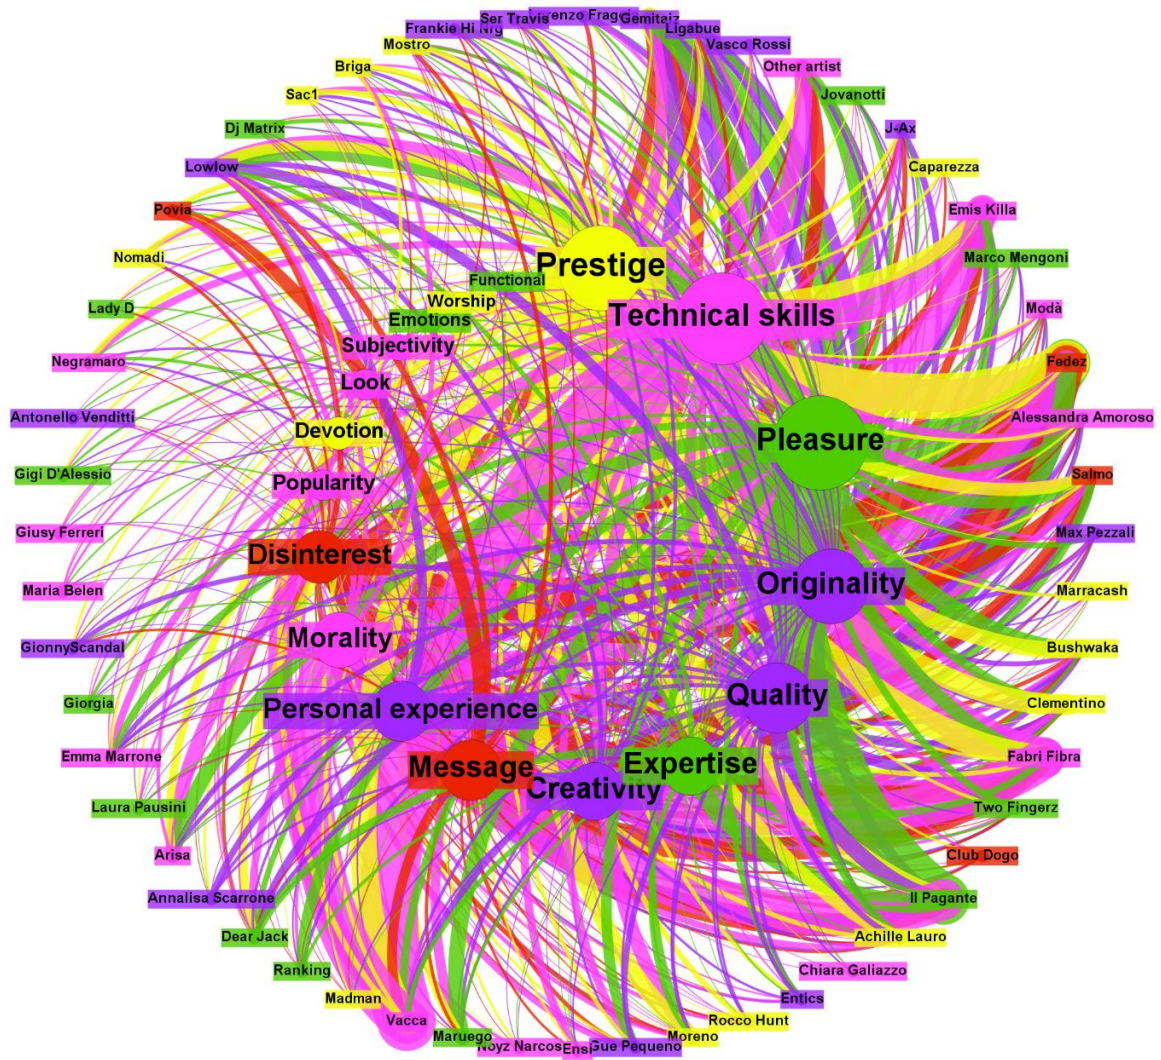 Ser Travis
Gemitaiz
Frankie Hi Nrg
Ligabue
Mostro
Vasco Rossi
Briga
Other artist
Sac1
Jovanotti
Dj Matrix
J-Ax
Lowlow
Caparezza
Povia
Emis Killa
Nomadi
Marco Mengoni
Lady D
Modà
Negramaro
Fedez
Antonello Venditti
Alessandra Amoroso
Gigi D'Alessio
Salmo
Giusy Ferreri
Max Pezzali
Maria Belen
Marracash
GionnyScandal
Bushwaka
Giorgia
Clementino
Emma Marrone
Fabri Fibra
Laura Pausini
Two Fingerz
Arisa
Club Dogo
Annalisa Scarrone
Il Pagante
Dear Jack
Achille Lauro
Ranking
Chiara Galiazzo
Madman
Entics
Vacca
Rocco Hunt
Maruego
Moreno
Noyz Narcos
Ensi
Gue Pequeno
Prestige
Functional
Worship
Technical skills
Emotions
Subjectivity
Look
Devotion
Pleasure
Popularity
Disinterest
Originality
Morality
Quality
Personal experience
Message
Expertise
Creativity